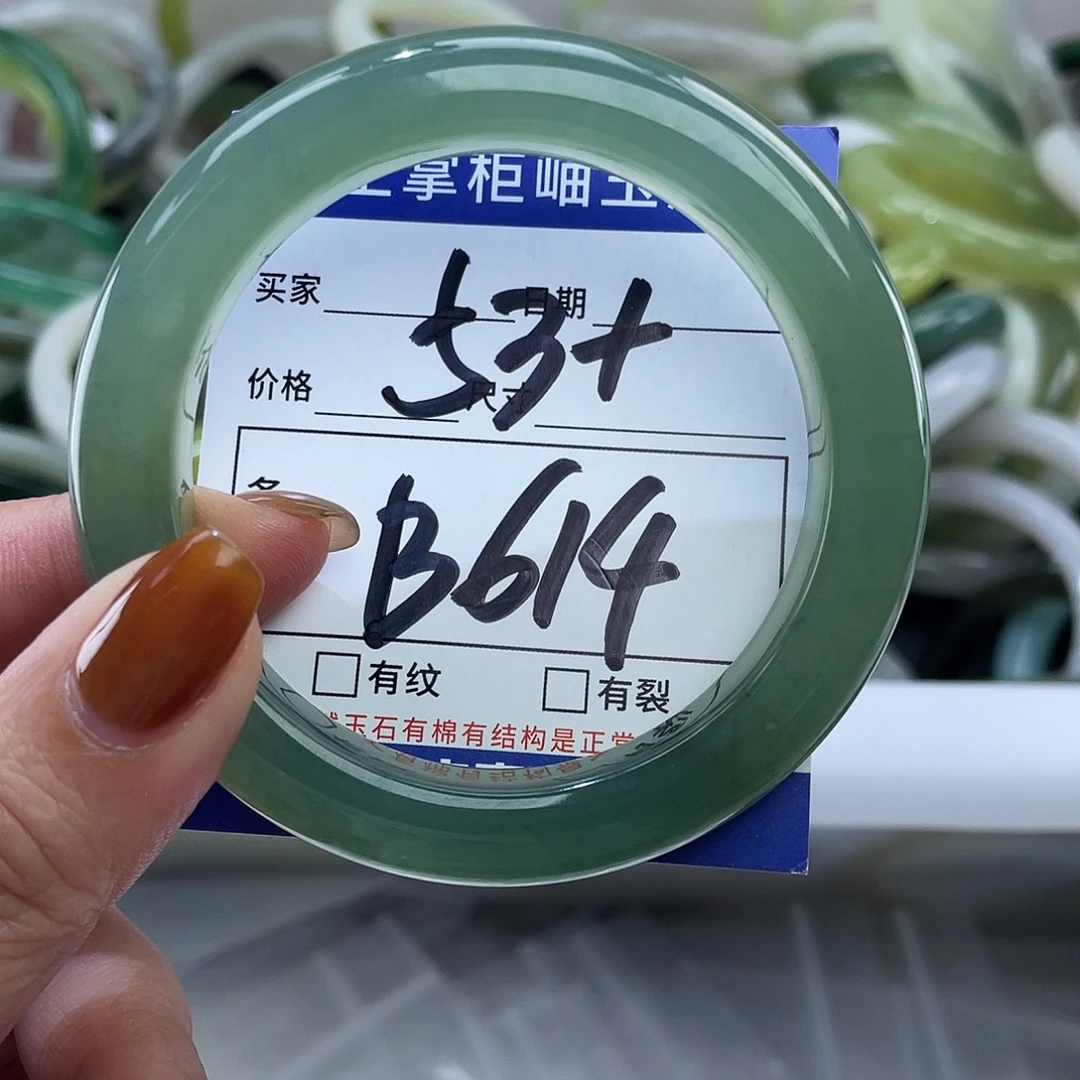 掌柜岫玉
买家 日期
53+
价格 尺寸
B614
有纹 有裂
玉石有棉有结构是正常